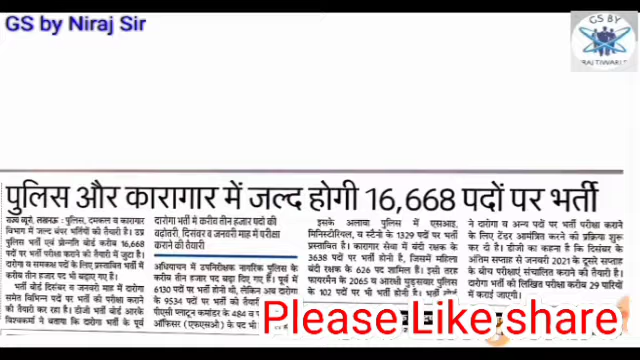 GS by Niraj Sir
GS BY
पुलिस और कारागार में जल्द होगी 16,668 पदों पर भर्ती
राज्य ब्यूरो, लखनऊ : पुलिस, दमकल व कारागार
विभाग में जल्द बंपर भर्तियों की तैयारी है। उप्र
पुलिस भर्ती एवं प्रोन्नति बोर्ड करीब 16,668
पदों पर भर्ती परीक्षा कराने की तैयारी में जुटा है।
दारोगा व समकक्ष पदों के लिए प्रस्तावित भर्ती में
करीब तीन हजार पद भी बढ़ाए गए हैं।
भर्ती बोर्ड दिसंबर व जनवरी माह में दारोगा
समेत विभिन्न पदों पर भर्ती की परीक्षा कराने
की तैयारी कर रहा है। डीजी भर्ती बोर्ड आरके
विश्वकर्मा ने बताया कि दारोगा भर्ती के पूर्व
दारोगा भर्ती में करीब तीन हजार पदों की
बढ़ोतरी, दिसंबर व जनवरी माह में परीक्षा
कराने की तैयारी
अधियाचन में उपनिरीक्षक नागरिक पुलिस के
करीब तीन हजार पद बढ़ा दिए गए हैं। पूर्व में
6130 पदों पर भर्ती होनी थी, लेकिन अब दारोगा
के 9534 पदों पर भर्ती की तैयारी
पीएसी प्लाटून कमांडर के 484 व
ऑफिसर (एफएसओ) के पद भी
इसके अलावा पुलिस में एसआइ,
मिनिस्टीरियल, व स्टैनो के 1329 पदों पर भर्ती
प्रस्तावित है। कारागार सेवा में बंदी रक्षक के
3638 पदों पर भर्ती होनी है, जिसमें महिला
बंदी रक्षक के 626 पद शामिल हैं। इसी तरह
फायरमैन के 2065 व आरक्षी घुड़सवार पुलिस
के 102 पदों पर भी भर्ती होनी है। भर्ती बोर्ड
ने दारोगा व अन्य पदों पर भर्ती परीक्षा कराने
के लिए टेंडर आमंत्रित करने की प्रक्रिया शुरू
कर दी है। डीजी का कहना है कि दिसंबर के
अंतिम सप्ताह से जनवरी 2021 के दूसरे सप्ताह
के बीच परीक्षाएं संचालित कराने की तैयारी है।
दारोगा भर्ती की लिखित परीक्षा करीब 29 पारियों
में कराई जाएगी।
Please Like,share